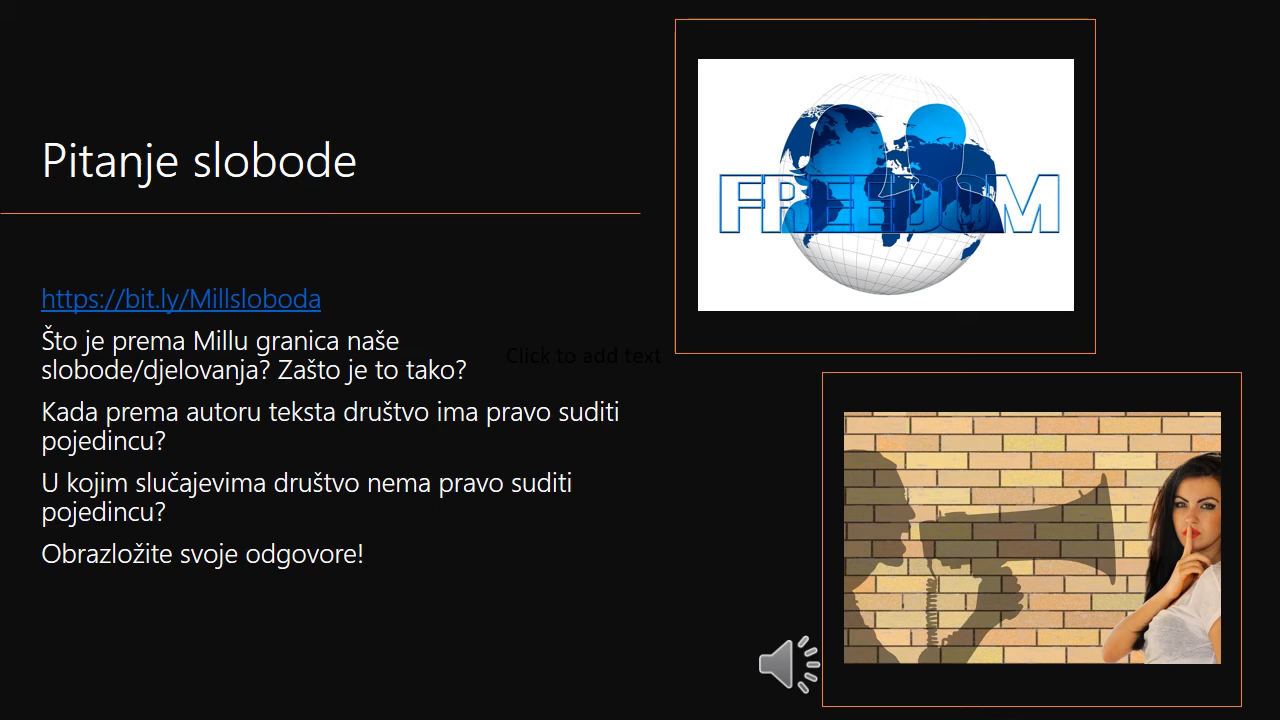 Pitanje slobode
https://bit.ly/Millsloboda
Što je prema Millu granica naše
slobode/djelovanja? Zašto je to tako?
Click to add text
Kada prema autoru teksta društvo ima pravo suditi
pojedincu?
U kojim slučajevima društvo nema pravo suditi
pojedincu?
Obrazložite svoje odgovore!
FREEDOM